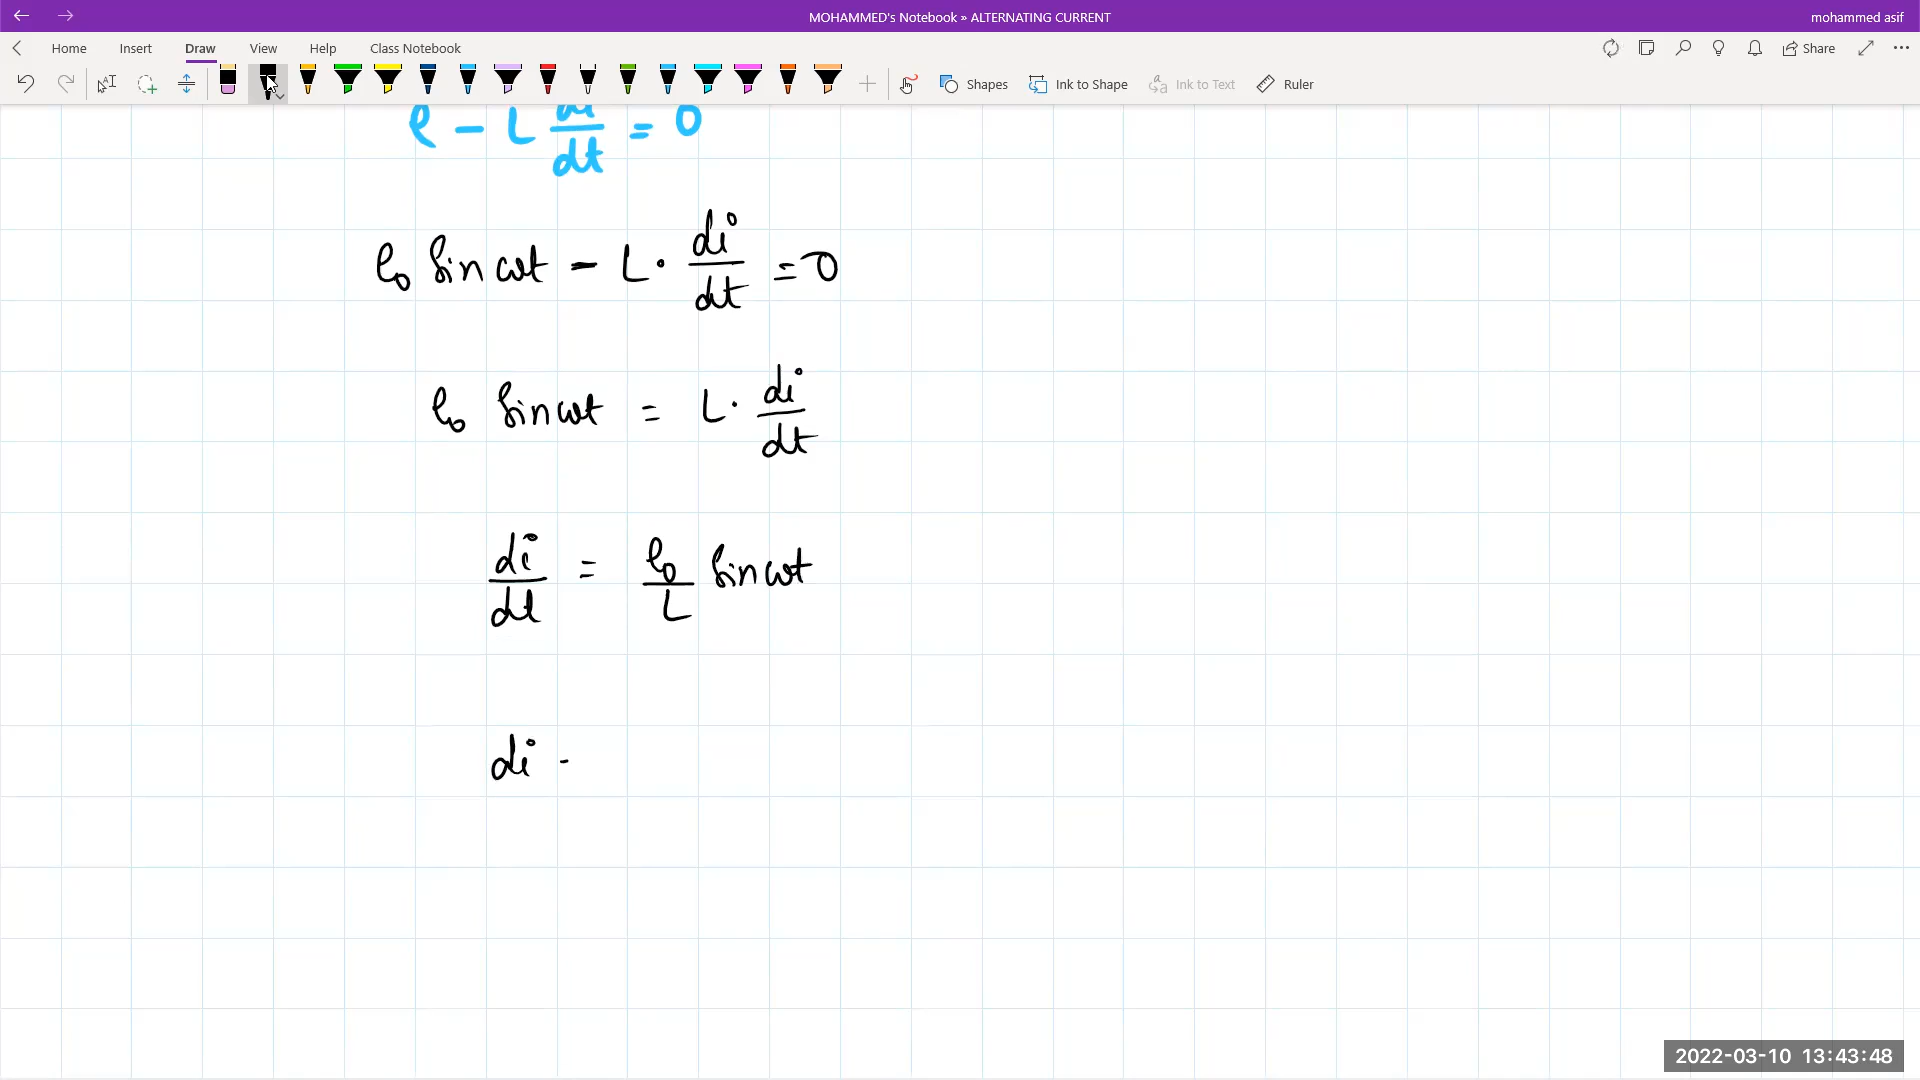 MOHAMMED's Notebook » ALTERNATING CURRENT
mohammed asif
Home Insert Draw View Help Class Notebook Share
Shapes Ink to Shape Ink to Text Ruler
e - L di/dt = 0
e₀ sin ωt - L · di/dt = 0
e₀ sin ωt = L · di/dt
di/dt = e₀/L sin ωt
di -
2022-03-10 13:43:48